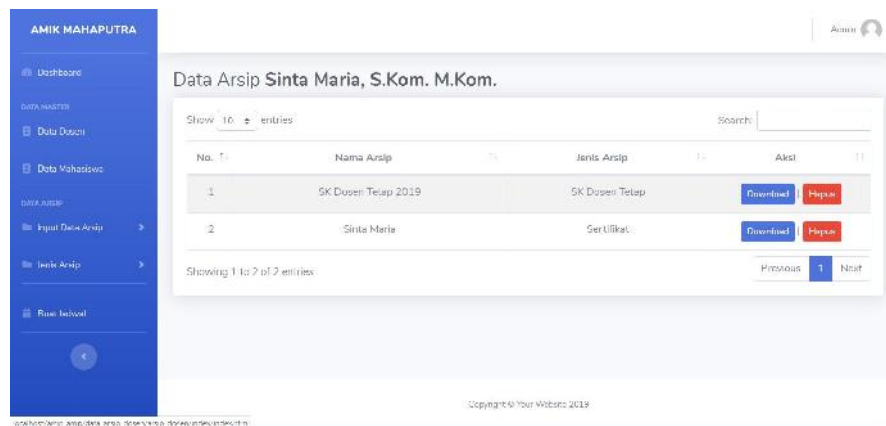 AMIK MAHAPUTRA
Admin
Dashboard
Data Arsip Sinta Maria, S.Kom. M.Kom.
DATA MASTER
Show 10 entries
Search:
Data Dosen
No. Nama Arsip Jenis Arsip Aksi
Data Mahasiswa
1 SK Dosen Tetap 2019 SK Dosen Tetap Download | Hapus
DATA ARSIP
Input Data Arsip
2 Sinta Maria Sertifikat Download | Hapus
Jenis Arsip
Showing 1 to 2 of 2 entries
Previous 1 Next
Buat Jadwal
Copyright © Your Website 2019